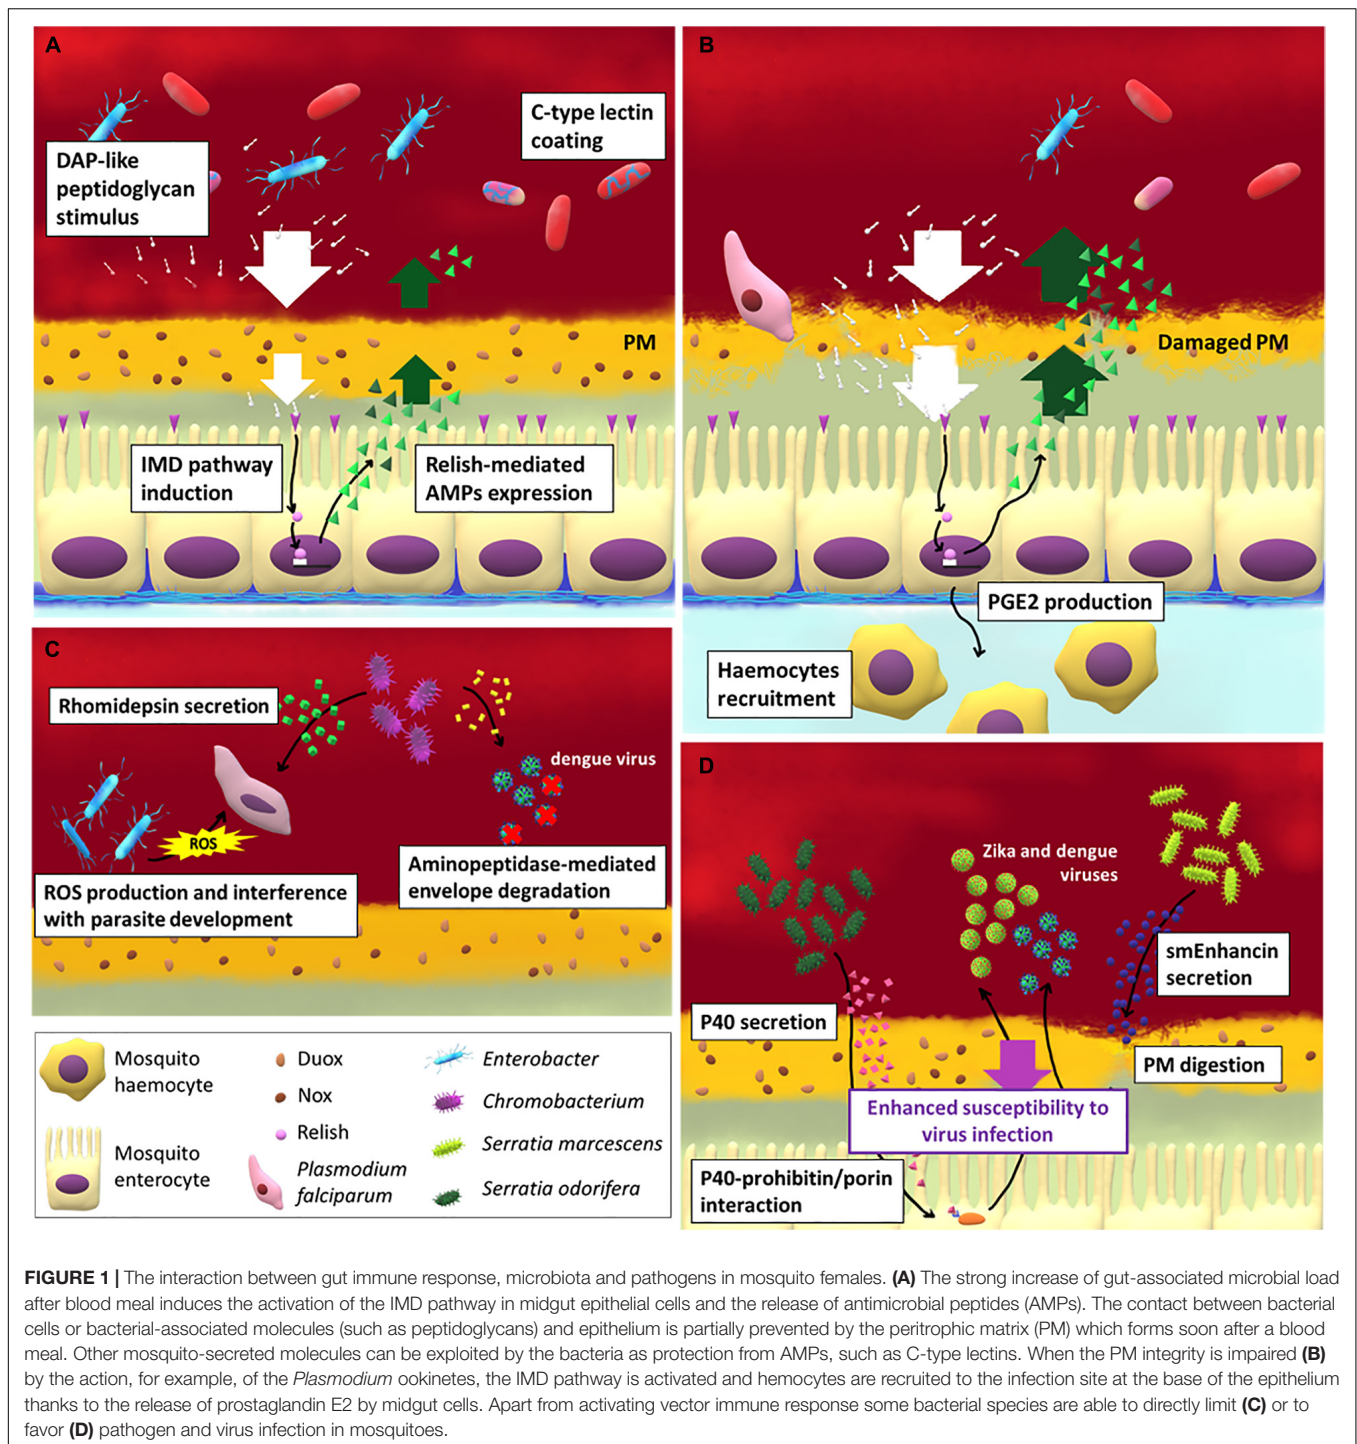 A
DAP-like
peptidoglycan
stimulus
C-type lectin
coating
PM
IMD pathway
induction
Relish-mediated
AMPs expression
B
Damaged PM
PGE2 production
Haemocytes
recruitment
C
Rhomidepsin secretion
dengue virus
ROS
Aminopeptidase-mediated
envelope degradation
ROS production and interference
with parasite development
D
Zika and dengue
viruses
smEnhancin
secretion
P40 secretion
PM digestion
Enhanced susceptibility to
virus infection
P40-prohibitin/porin
interaction
Mosquito
haemocyte
Mosquito
enterocyte
Duox
Nox
Relish
Plasmodium
falciparum
Enterobacter
Chromobacterium
Serratia marcescens
Serratia odorifera
FIGURE 1 | The interaction between gut immune response, microbiota and pathogens in mosquito females. (A) The strong increase of gut-associated microbial load
after blood meal induces the activation of the IMD pathway in midgut epithelial cells and the release of antimicrobial peptides (AMPs). The contact between bacterial
cells or bacterial-associated molecules (such as peptidoglycans) and epithelium is partially prevented by the peritrophic matrix (PM) which forms soon after a blood
meal. Other mosquito-secreted molecules can be exploited by the bacteria as protection from AMPs, such as C-type lectins. When the PM integrity is impaired (B)
by the action, for example, of the Plasmodium ookinetes, the IMD pathway is activated and hemocytes are recruited to the infection site at the base of the epithelium
thanks to the release of prostaglandin E2 by midgut cells. Apart from activating vector immune response some bacterial species are able to directly limit (C) or to
favor (D) pathogen and virus infection in mosquitoes.